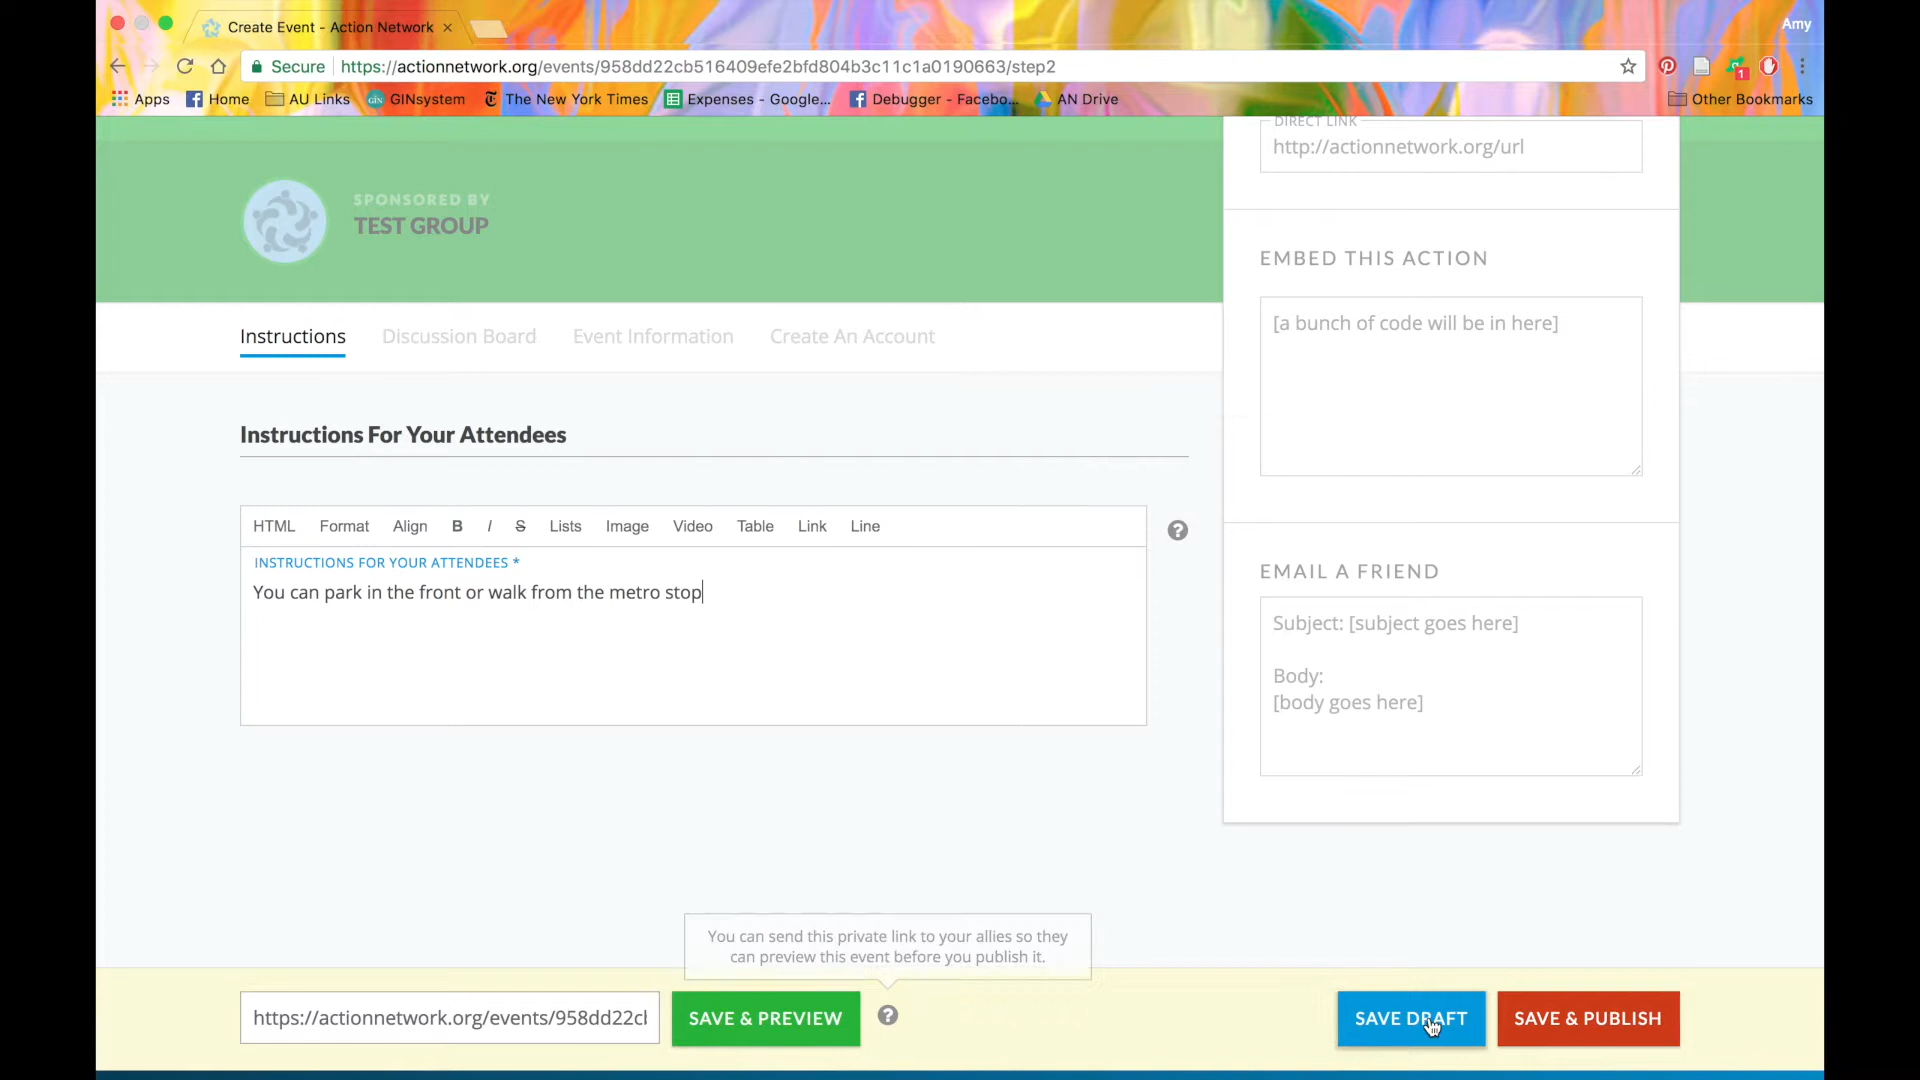 Create Event - Action Network
Amy
Secure https://actionnetwork.org/events/958dd22cb516409efe2bfd804b3c11c1a0190663/step2
1
Apps Home AU Links GINsystem The New York Times Expenses - Google... Debugger - Facebo... AN Drive Other Bookmarks
DIRECT LINK
http://actionnetwork.org/url
SPONSORED BY
TEST GROUP
EMBED THIS ACTION
[a bunch of code will be in here]
Instructions Discussion Board Event Information Create An Account
Instructions For Your Attendees
HTML Format Align B I S Lists Image Video Table Link Line
?
INSTRUCTIONS FOR YOUR ATTENDEES *
You can park in the front or walk from the metro stop
EMAIL A FRIEND
Subject: [subject goes here]
Body:
[body goes here]
You can send this private link to your allies so they
can preview this event before you publish it.
https://actionnetwork.org/events/958dd22cl
SAVE & PREVIEW
?
SAVE DRAFT
SAVE & PUBLISH